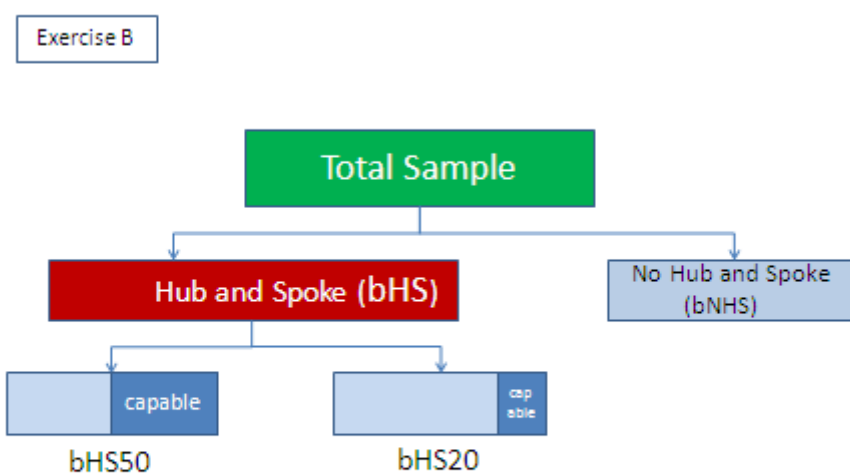 Exercise B
Total Sample
Hub and Spoke (bHS)
No Hub and Spoke
(bNHS)
capable
cap
able
bHS50
bHS20